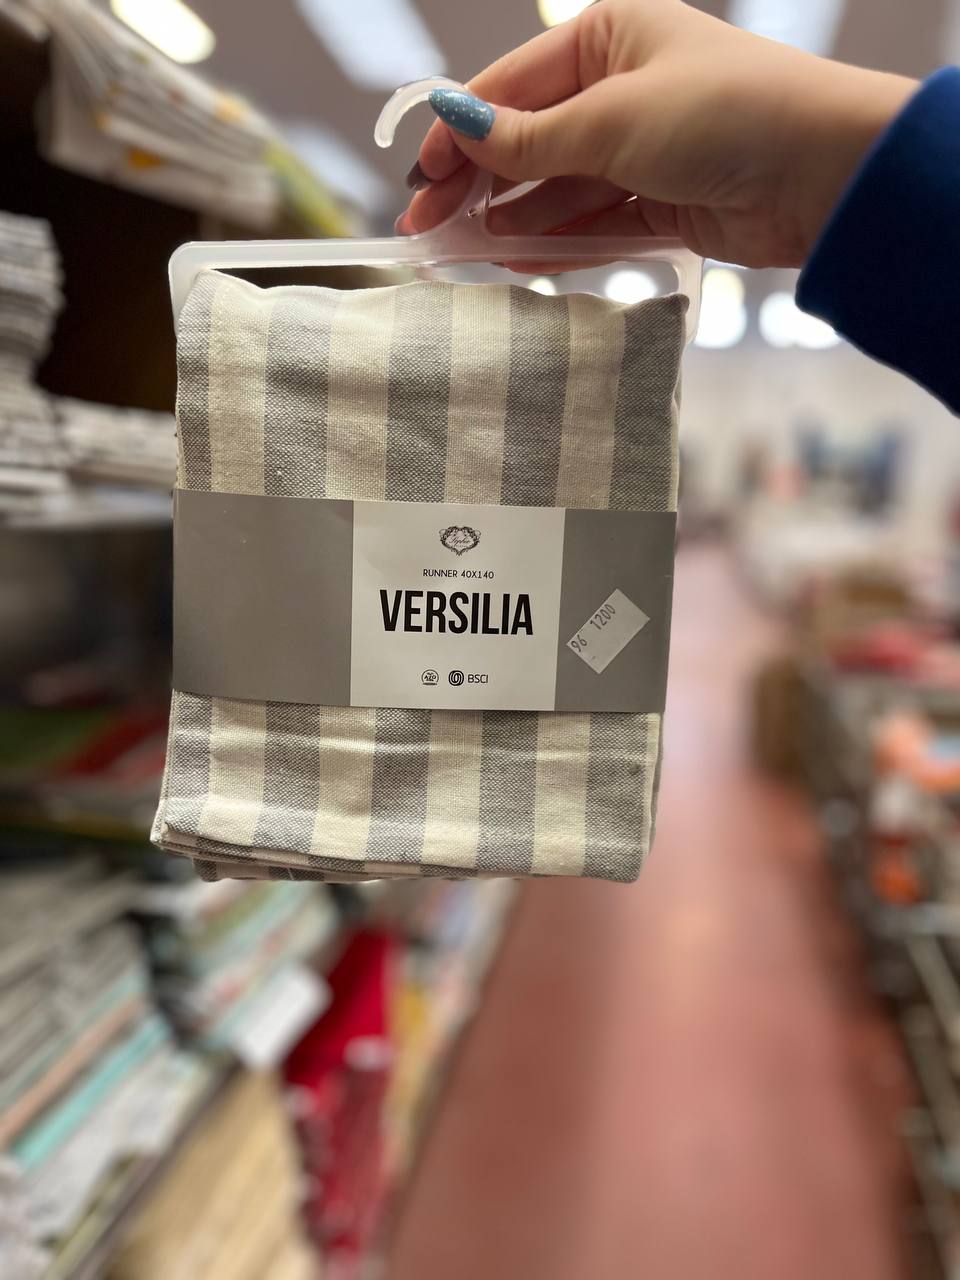 RUNNER 40X140
VERSILIA
BSCI
96 1200